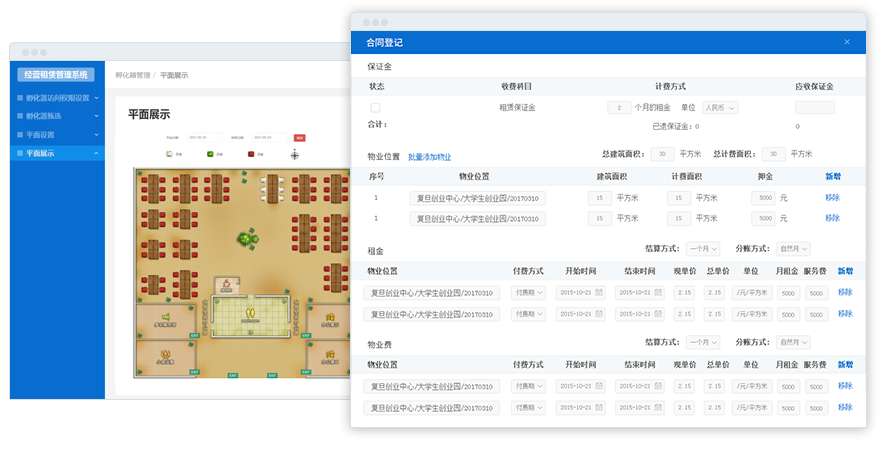 经营租赁管理系统
孵化器访问权限设置
孵化器甄选
平面设置
平面展示
孵化器管理 / 平面展示
平面展示
合同登记
保证金
状态 收费科目 计费方式 应收保证金
租赁保证金 2 个月的租金 单位 人民币
合计： 已退保证金：0 0
物业位置 批量添加物业 总建筑面积： 30 平方米 总计费面积： 30 平方米
序号 物业位置 建筑面积 计费面积 押金 新增
1 复旦创业中心/大学生创业园/20170310 15 平方米 15 平方米 5000 元 移除
1 复旦创业中心/大学生创业园/20170310 15 平方米 15 平方米 5000 元 移除
租金 结算方式： 一个月 分账方式： 自然月
物业位置 付费方式 开始时间 结束时间 现单价 总单价 单位 月租金 服务费 新增
复旦创业中心/大学生创业园/20170310 付费期 2015-10-21 2015-10-21 2.15 2.15 /元/平方米 5000 5000 移除
复旦创业中心/大学生创业园/20170310 付费期 2015-10-21 2015-10-21 2.15 2.15 /元/平方米 5000 5000 移除
物业费 结算方式： 一个月 分账方式： 自然月
物业位置 付费方式 开始时间 结束时间 现单价 总单价 单位 月租金 服务费 新增
复旦创业中心/大学生创业园/20170310 付费期 2015-10-21 2015-10-21 2.15 2.15 /元/平方米 5000 5000 移除
复旦创业中心/大学生创业园/20170310 付费期 2015-10-21 2015-10-21 2.15 2.15 /元/平方米 5000 5000 移除